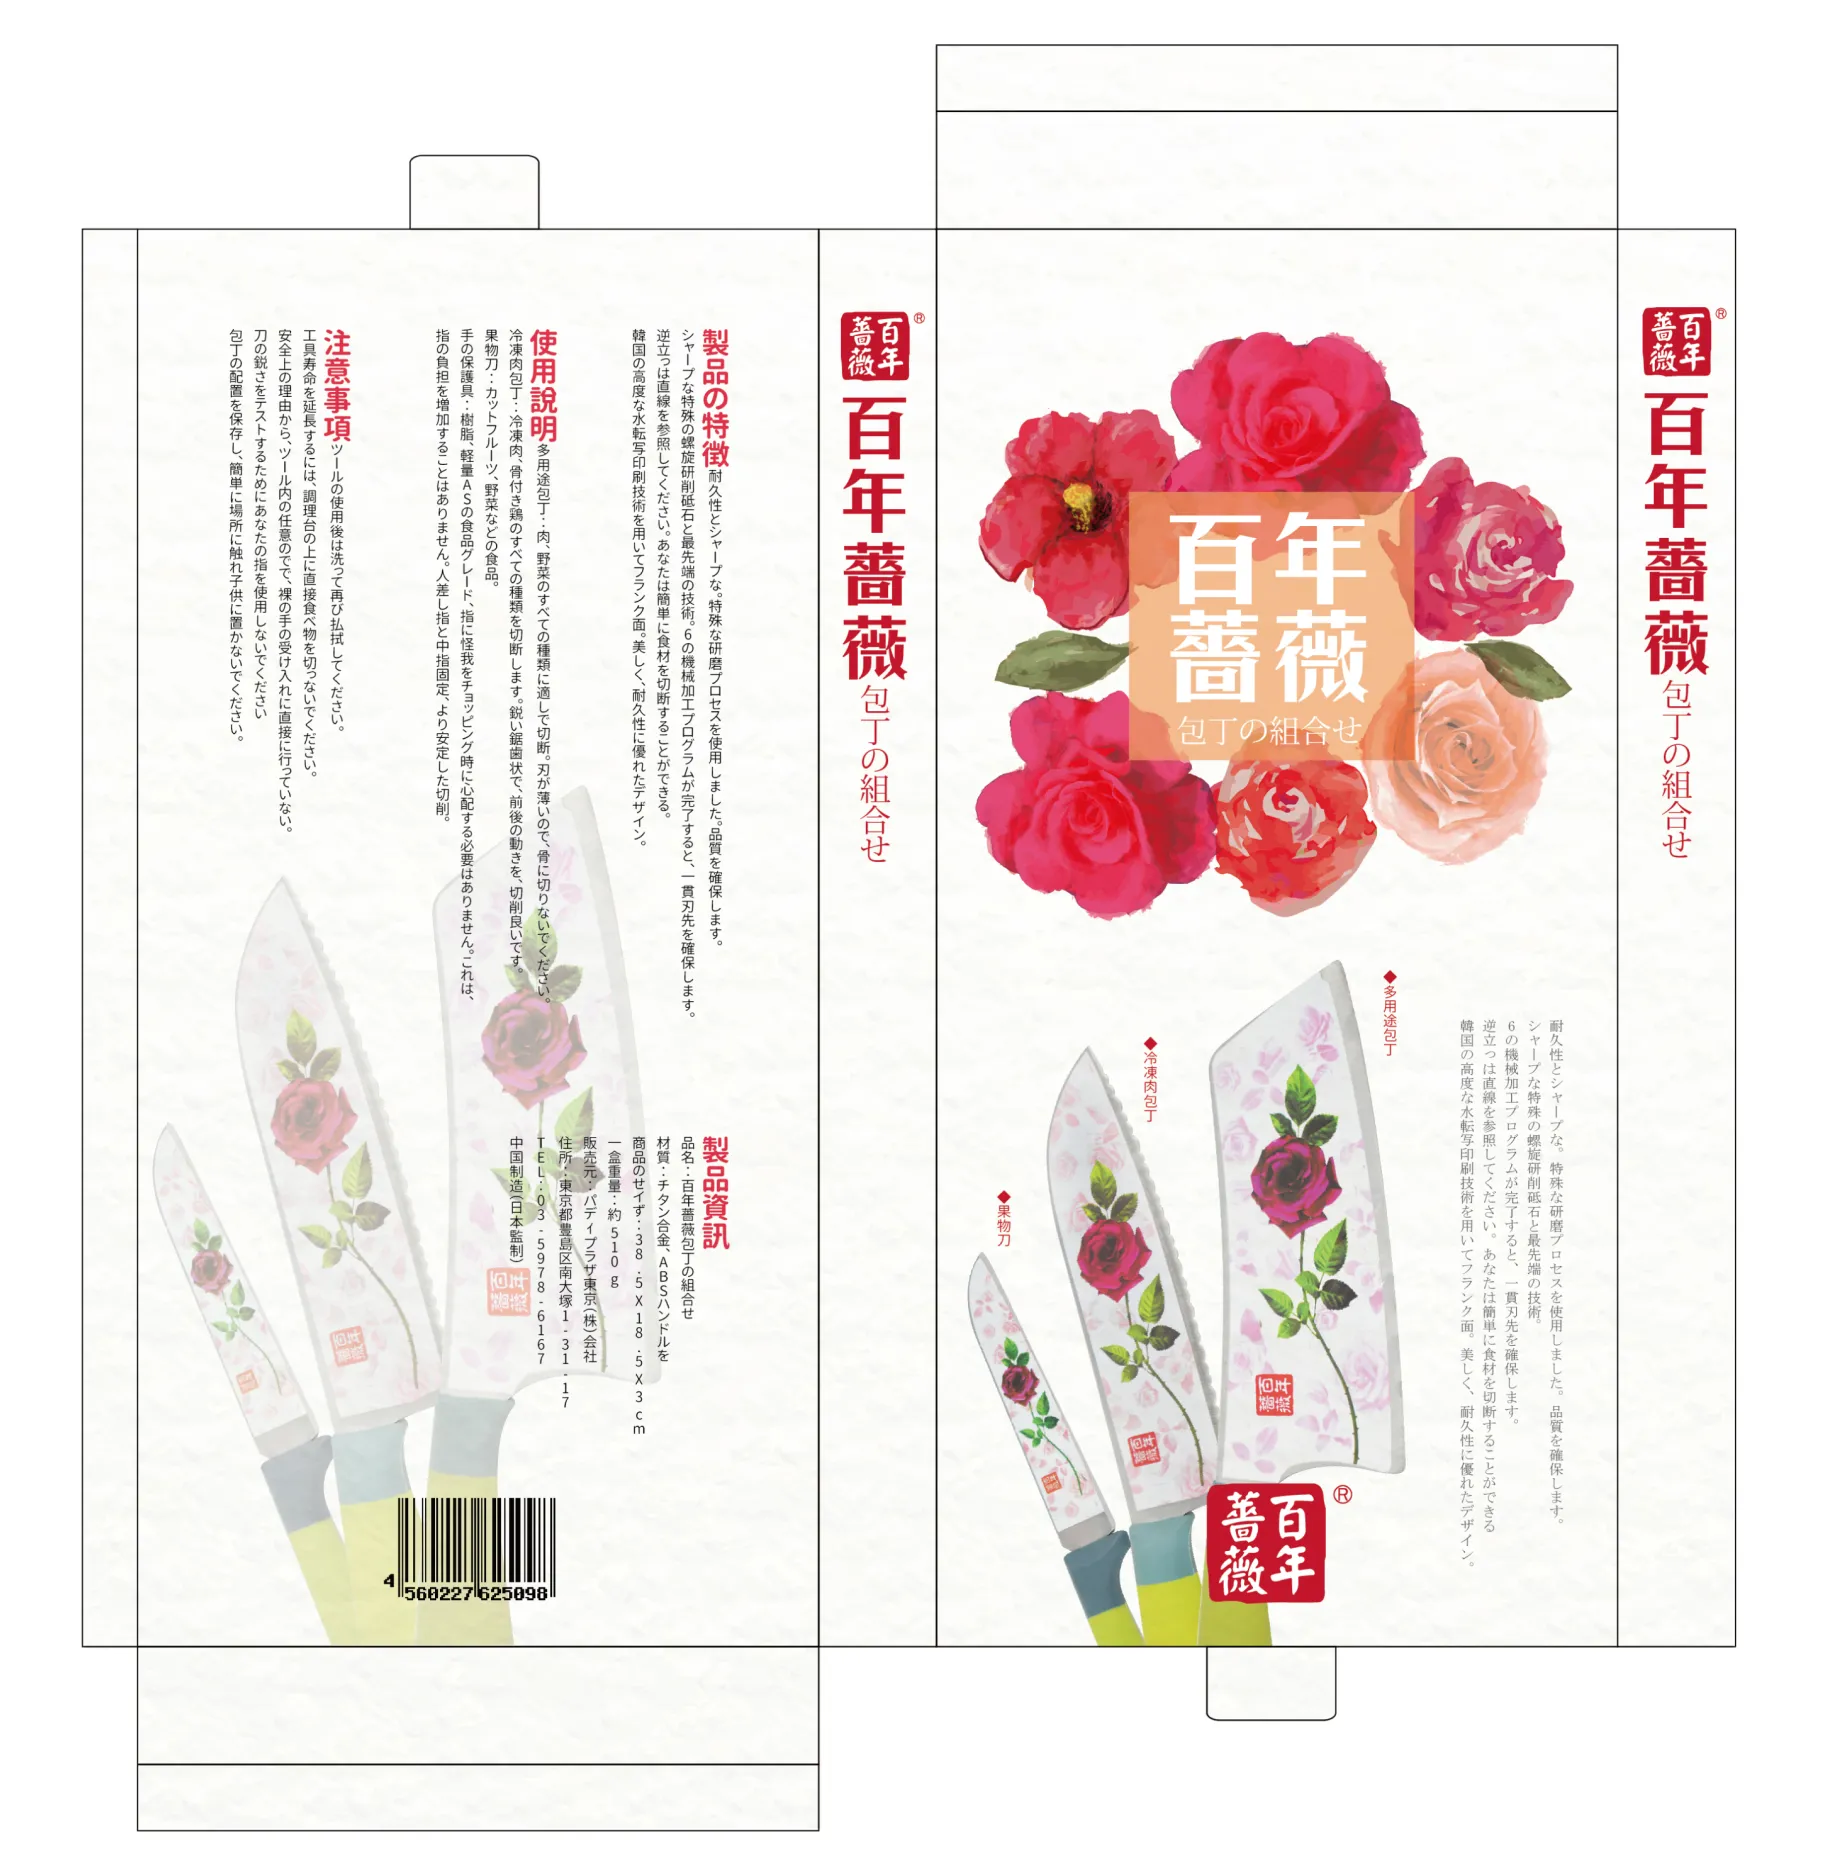 製品の特徴
耐久性とシャープな。特殊な研磨プロセスを使用しました。品質を確保します。
シャープな特殊の螺旋研削砥石と最先端の技術。6の機械加工プログラムが完了すると、一貫刃先を確保します。
逆立っは直線を参照してください。あなたは簡単に食材を切断することができる。
韓国の高度な水転写印刷技術を用いてフランク面。美しく、耐久性に優れたデザイン。
使用說明
多用途包丁::肉、野菜のすべての種類に適しで切断。刃が薄いので、骨に切りないでください。
冷凍肉包丁::冷凍肉、骨付き鶏のすべての種類を切断します。鋭い鋸歯状で、前後の動きを、切削良いです。
果物刀：カットフルーツ、野菜などの食品。
手の保護具：樹脂、軽量ASの食品グレード、指に怪我をチョッピング時に心配する必要はありません。これは、
指の負担を増加することはありません。人差し指と中指固定、より安定した切削。
注意事項
ツールの使用後は洗って再び払拭してください。
工具寿命を延長するには、調理台の上に直接食べ物を切っないでください。
安全上の理由から、ツール内の任意ので、裸の手の受け入れに直接に行っていない。
刀の鋭さをテストするためにあなたの指を使用しないでください
包丁の配置を保存し、簡単に場所に触れ子供に置かないでください。
製品資訊
品名：百年薔薇包丁の組合せ
材質：チタン合金、ABSハンドルを
商品のせイず::38.5X18.5X3cm
一盒重量：約510g
販売元：パディプラザ東京(株)会社
住所::東京都豊島区南大塚1-31-17
TEL:03-5978-6167
中国制造(日本監制)
百年
薔薇
百年
薔薇
百年
薔薇
4 560227 625098
百年
薔薇
®
百年薔薇
包丁の組合せ
百年
薔薇
包丁の組合せ
◆多用途包丁
◆冷凍肉包丁
◆果物刀
耐久性とシャープな。特殊な研磨プロセスを使用しました。品質を確保します。
シャープな特殊の螺旋研削砥石と最先端の技術。
6の機械加工プログラムが完了すると、一貫刃先を確保します。
逆立っは直線を参照してください。あなたは簡単に食材を切断することができる
韓国の高度な水転写印刷技術を用いてフランク面。美しく、耐久性に優れたデザイン。
百年
薔薇
百年
薔薇
百年
薔薇
百年
薔薇
®
百年
薔薇
®
百年薔薇
包丁の組合せ